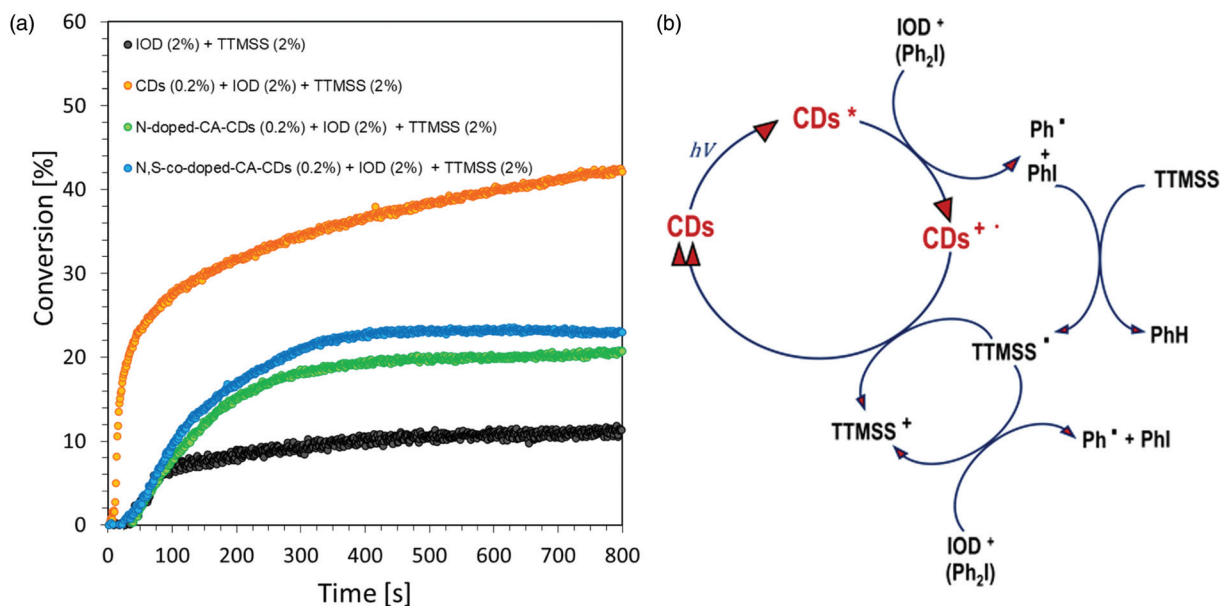 (a)
60
50
40
30
20
10
0
Conversion [%]
IOD (2%) + TTMSS (2%)
CDs (0.2%) + IOD (2%) + TTMSS (2%)
N-doped-CA-CDs (0.2%) + IOD (2%) + TTMSS (2%)
N,S-co-doped-CA-CDs (0.2%) + IOD (2%) + TTMSS (2%)
0 100 200 300 400 500 600 700 800
Time [s]
(b)
IOD +
(Ph2I)
CDs *
hV
Ph ▪
+
PhI
TTMSS
CDs
CDs + ·
TTMSS ▪
PhH
TTMSS +
Ph ▪ + PhI
IOD +
(Ph2I)